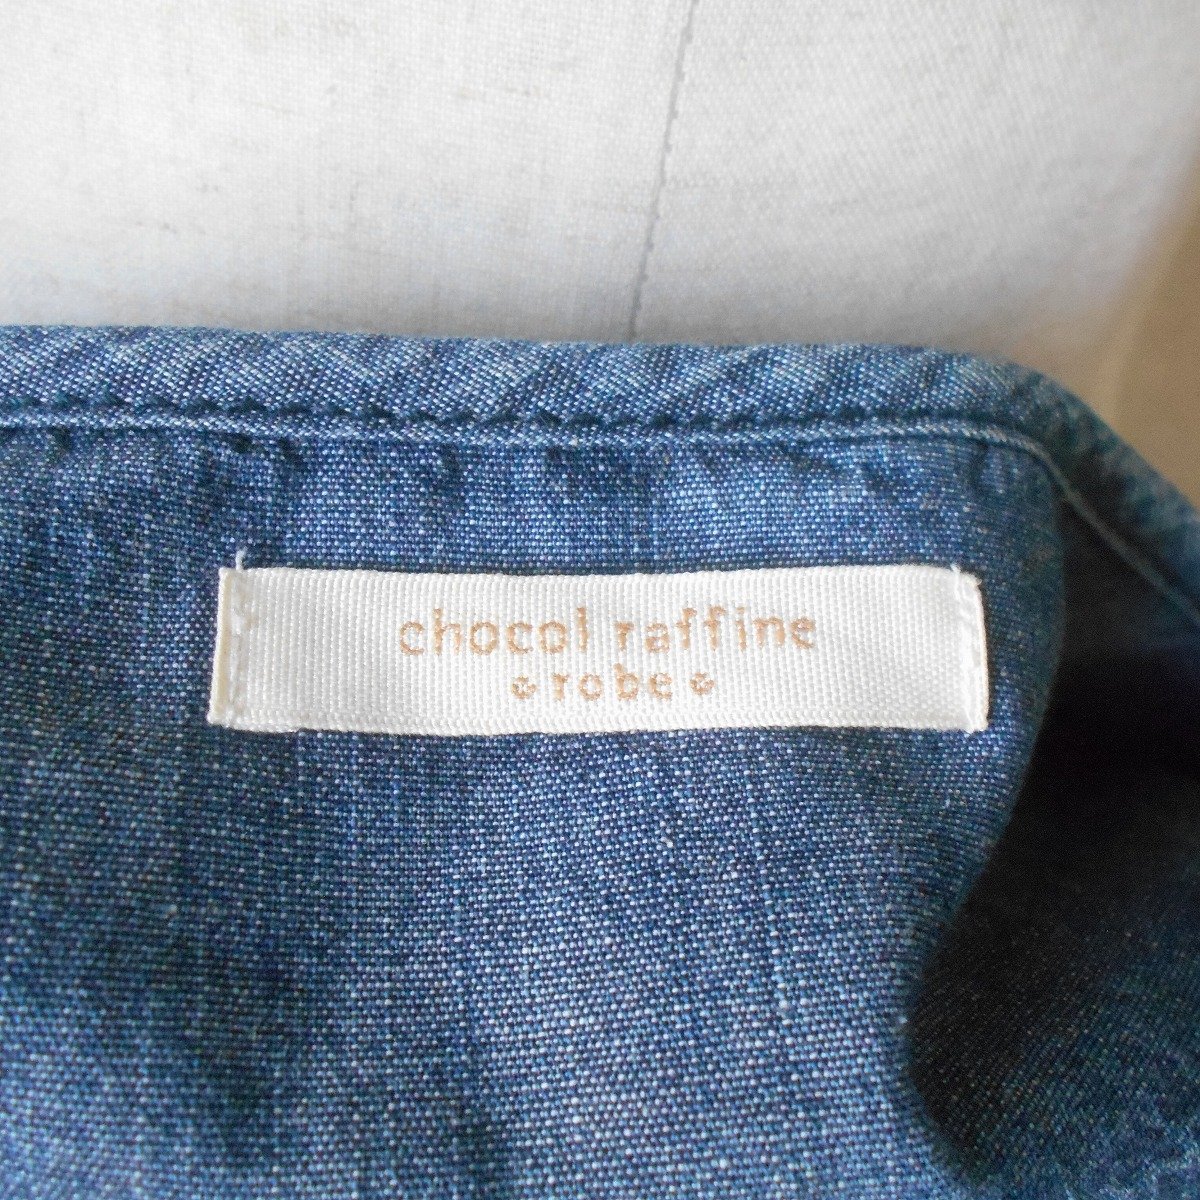 chocol raffine
robe